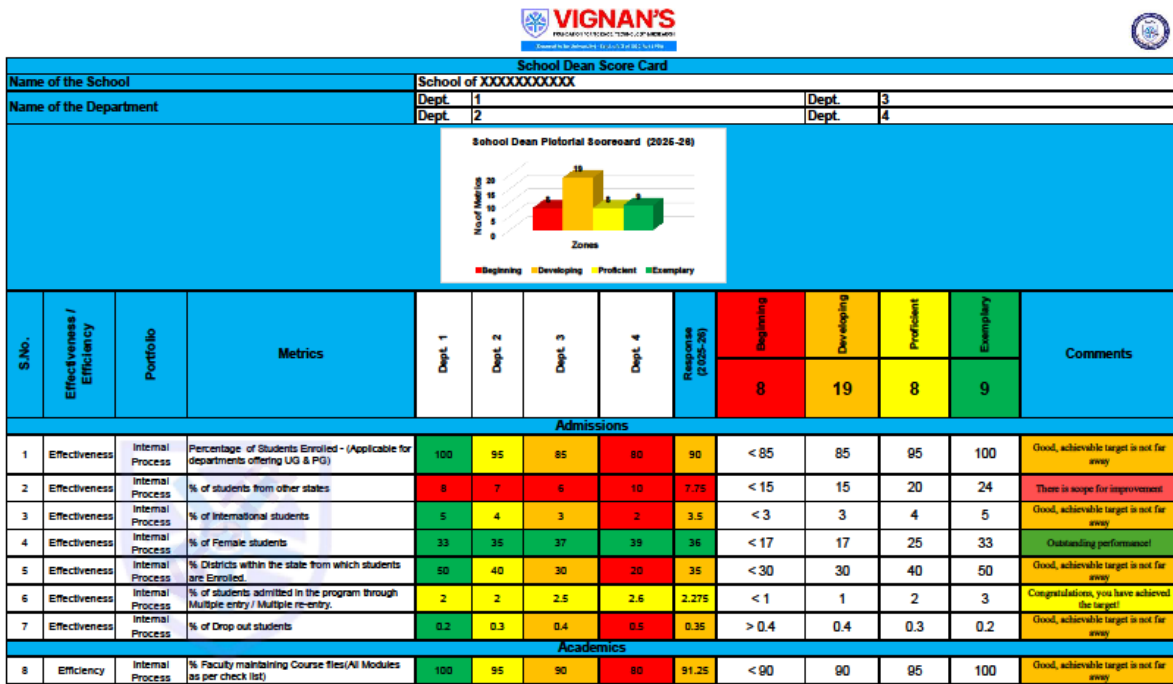 VIGNAN'S
School Dean Score Card
Name of the School School of XXXXXXXXXXX
Name of the Department Dept. 1 Dept. 3
Dept. 2 Dept. 4
School Dean Pictorial Scorecard (2025-26)
No.of Metrics
20
15
10
5
0
8 19 8 9
Zones
Beginning Developing Proficient Exemplary
S.No. Effectiveness / Efficiency Portfolio Metrics Dept. 1 Dept. 2 Dept. 3 Dept. 4 Response (2025-26) Beginning Developing Proficient Exemplary Comments
8 19 8 9
Admissions
1 Effectiveness Internal Process Percentage of Students Enrolled - (Applicable for departments offering UG & PG) 100 95 85 80 90 < 85 85 95 100 Good, achievable target is not far away
2 Effectiveness Internal Process % of students from other states 8 7 6 10 7.75 < 15 15 20 24 There is scope for improvement
3 Effectiveness Internal Process % of International students 5 4 3 2 3.5 < 3 3 4 5 Good, achievable target is not far away
4 Effectiveness Internal Process % of Female students 33 35 37 39 36 < 17 17 25 33 Outstanding performance!
5 Effectiveness Internal Process % Districts within the state from which students are Enrolled. 50 40 30 20 35 < 30 30 40 50 Good, achievable target is not far away
6 Effectiveness Internal Process % of students admitted in the program through Multiple entry / Multiple re-entry. 2 2 2.5 2.6 2.275 < 1 1 2 3 Congratulations, you have achieved the target!
7 Effectiveness Internal Process % of Drop out students 0.2 0.3 0.4 0.5 0.35 > 0.4 0.4 0.3 0.2 Good, achievable target is not far away
Academics
8 Efficiency Internal Process % Faculty maintaining Course files(All Modules as per check list) 100 95 90 80 91.25 < 90 90 95 100 Good, achievable target is not far away